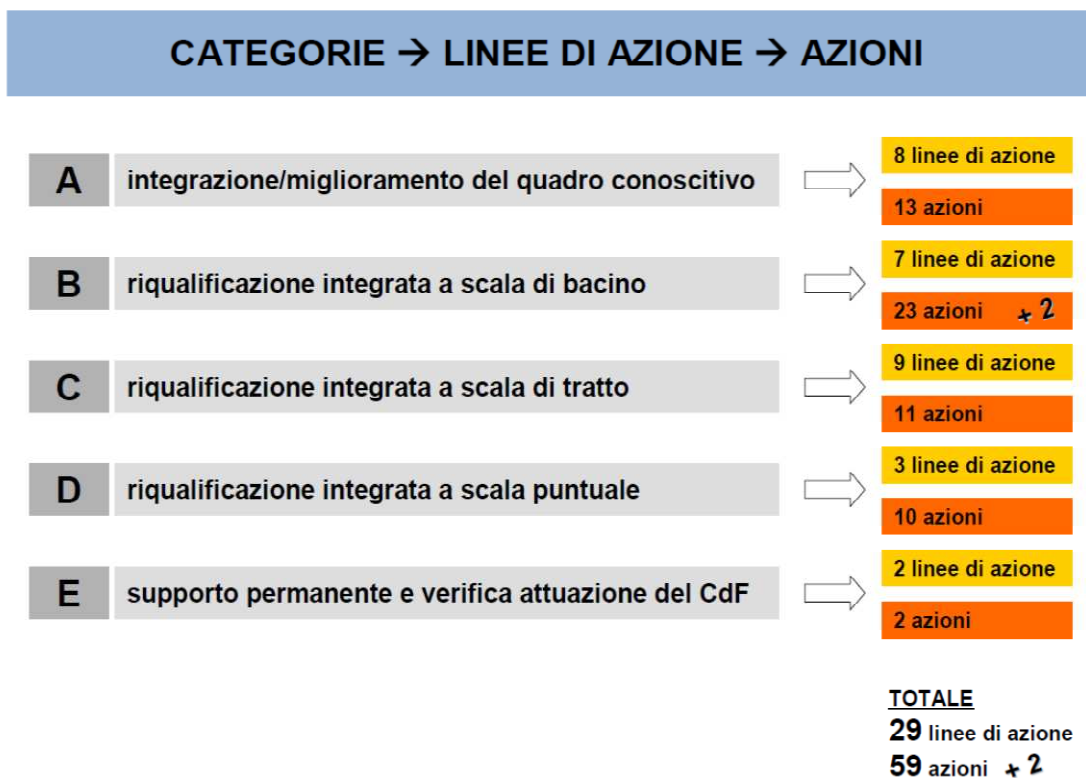 CATEGORIE → LINEE DI AZIONE → AZIONI
A integrazione/miglioramento del quadro conoscitivo
8 linee di azione
13 azioni
B riqualificazione integrata a scala di bacino
7 linee di azione
23 azioni + 2
C riqualificazione integrata a scala di tratto
9 linee di azione
11 azioni
D riqualificazione integrata a scala puntuale
3 linee di azione
10 azioni
E supporto permanente e verifica attuazione del CdF
2 linee di azione
2 azioni
TOTALE
29 linee di azione
59 azioni + 2